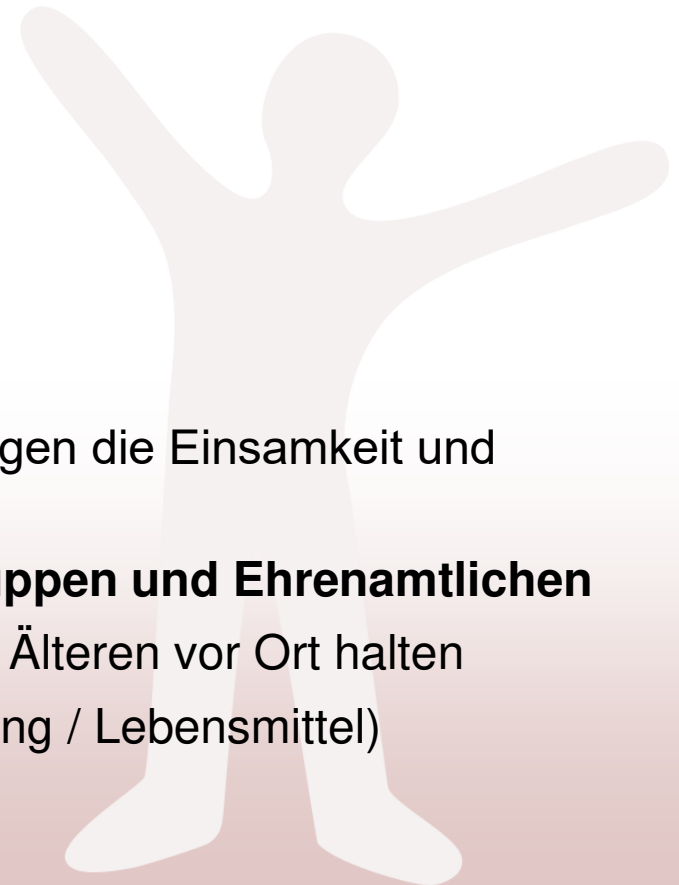 gen die Einsamkeit und
ppen und Ehrenamtlichen
Älteren vor Ort halten
ng / Lebensmittel)